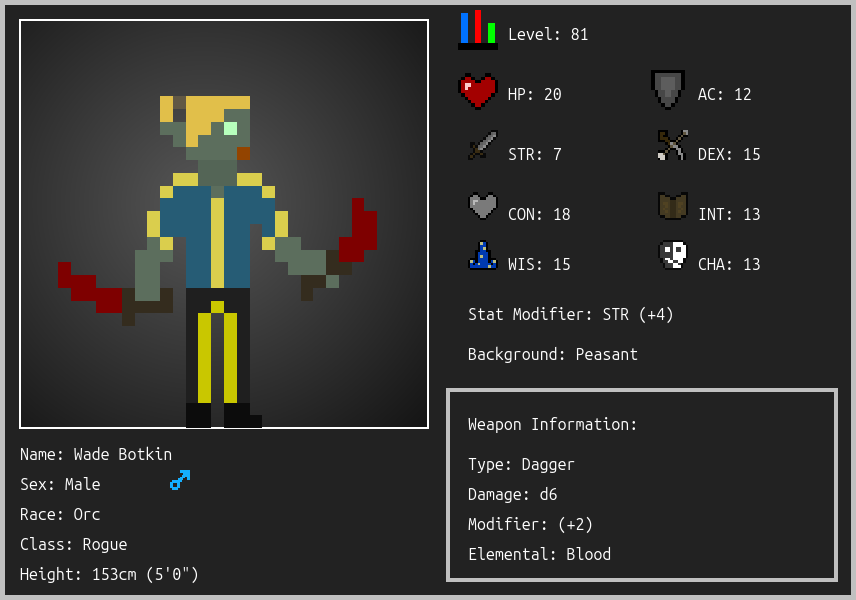 Level: 81
HP: 20
AC: 12
STR: 7
DEX: 15
CON: 18
INT: 13
WIS: 15
CHA: 13
Stat Modifier: STR (+4)
Background: Peasant
Weapon Information:
Type: Dagger
Damage: d6
Modifier: (+2)
Elemental: Blood
Name: Wade Botkin
Sex: Male
Race: Orc
Class: Rogue
Height: 153cm (5'0")